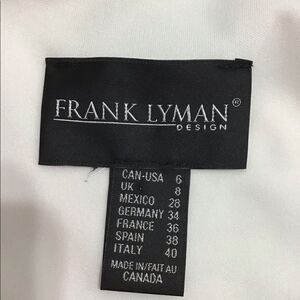 FRANK LYMAN®
DESIGN
CAN-USA 6
UK 8
MEXICO 28
GERMANY 34
FRANCE 36
SPAIN 38
ITALY 40
MADE IN/FAIT AU
CANADA